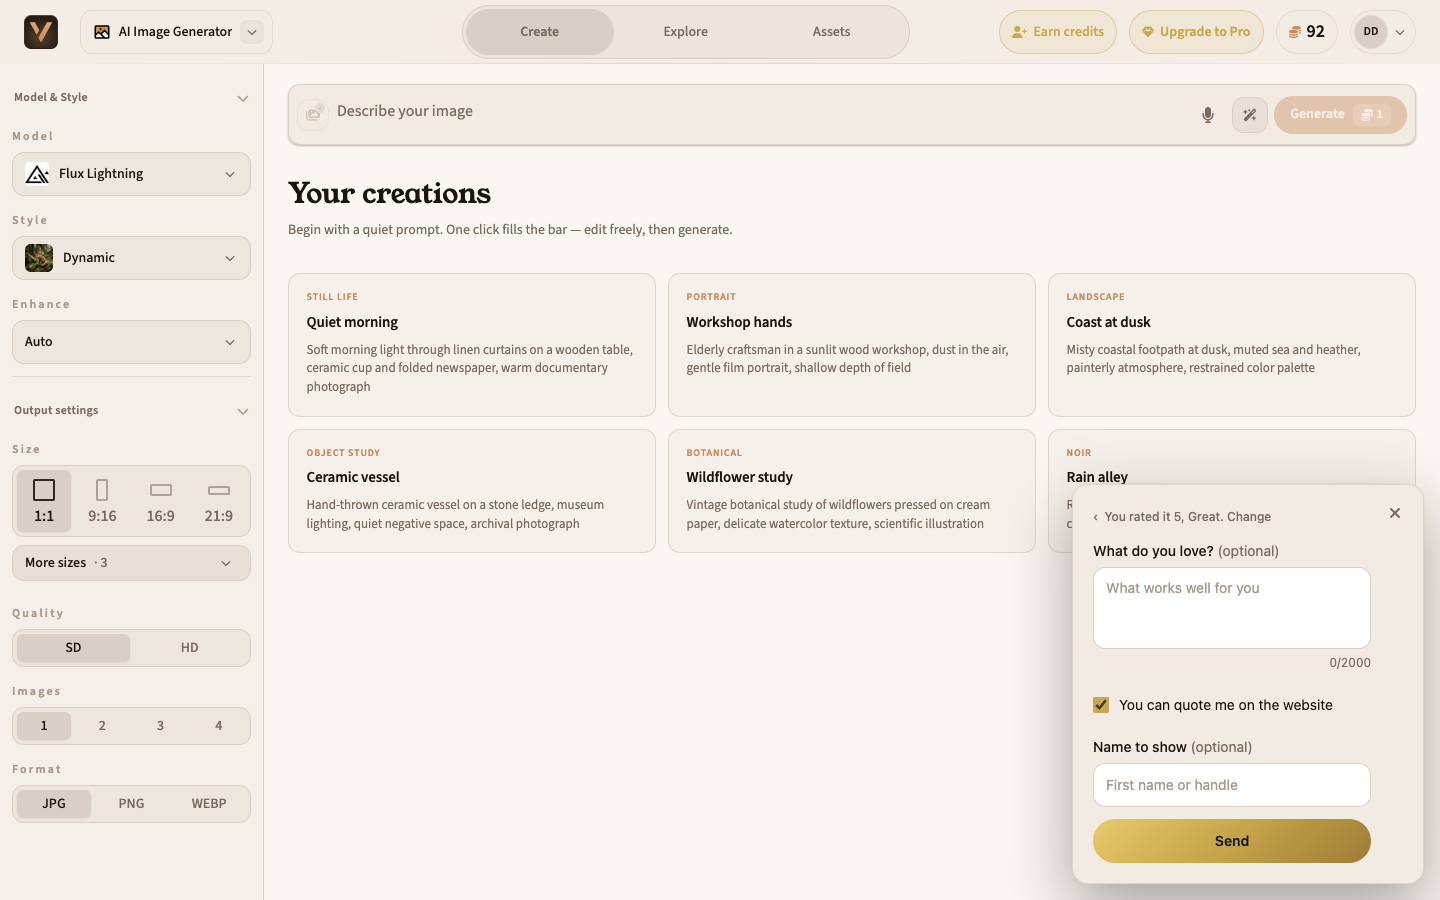 AI Image Generator
Create
Explore
Assets
Earn credits
Upgrade to Pro
92
DD
Model & Style
Model
Flux Lightning
Style
Dynamic
Enhance
Auto
Output settings
Size
1:1
9:16
16:9
21:9
More sizes · 3
Quality
SD
HD
Images
1
2
3
4
Format
JPG
PNG
WEBP
Describe your image
Generate
1
Your creations
Begin with a quiet prompt. One click fills the bar — edit freely, then generate.
STILL LIFE
Quiet morning
Soft morning light through linen curtains on a wooden table,
ceramic cup and folded newspaper, warm documentary
photograph
PORTRAIT
Workshop hands
Elderly craftsman in a sunlit wood workshop, dust in the air,
gentle film portrait, shallow depth of field
LANDSCAPE
Coast at dusk
Misty coastal footpath at dusk, muted sea and heather,
painterly atmosphere, restrained color palette
OBJECT STUDY
Ceramic vessel
Hand-thrown ceramic vessel on a stone ledge, museum
lighting, quiet negative space, archival photograph
BOTANICAL
Wildflower study
Vintage botanical study of wildflowers pressed on cream
paper, delicate watercolor texture, scientific illustration
NOIR
Rain alley
‹ You rated it 5, Great. Change
What do you love? (optional)
What works well for you
0/2000
You can quote me on the website
Name to show (optional)
First name or handle
Send